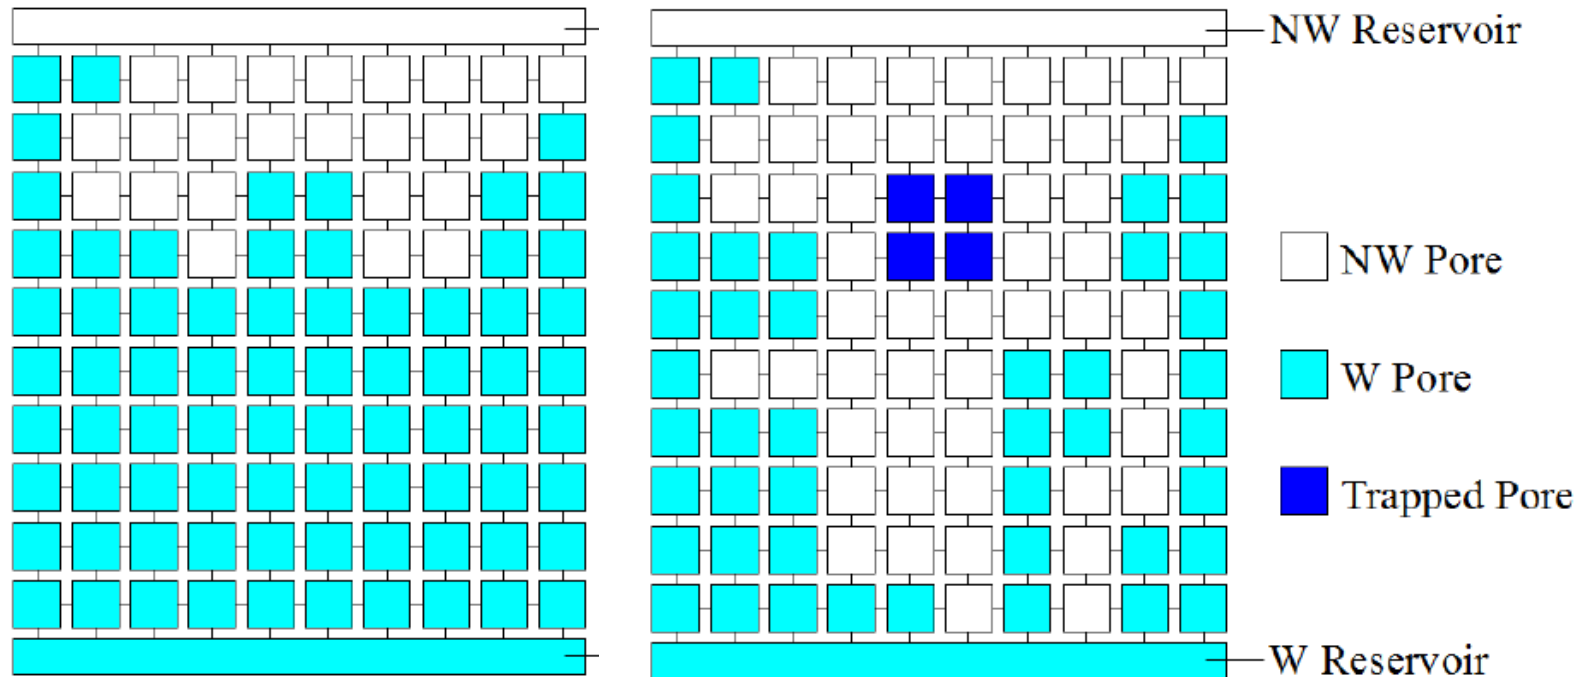 NW Reservoir
NW Pore
W Pore
Trapped Pore
W Reservoir